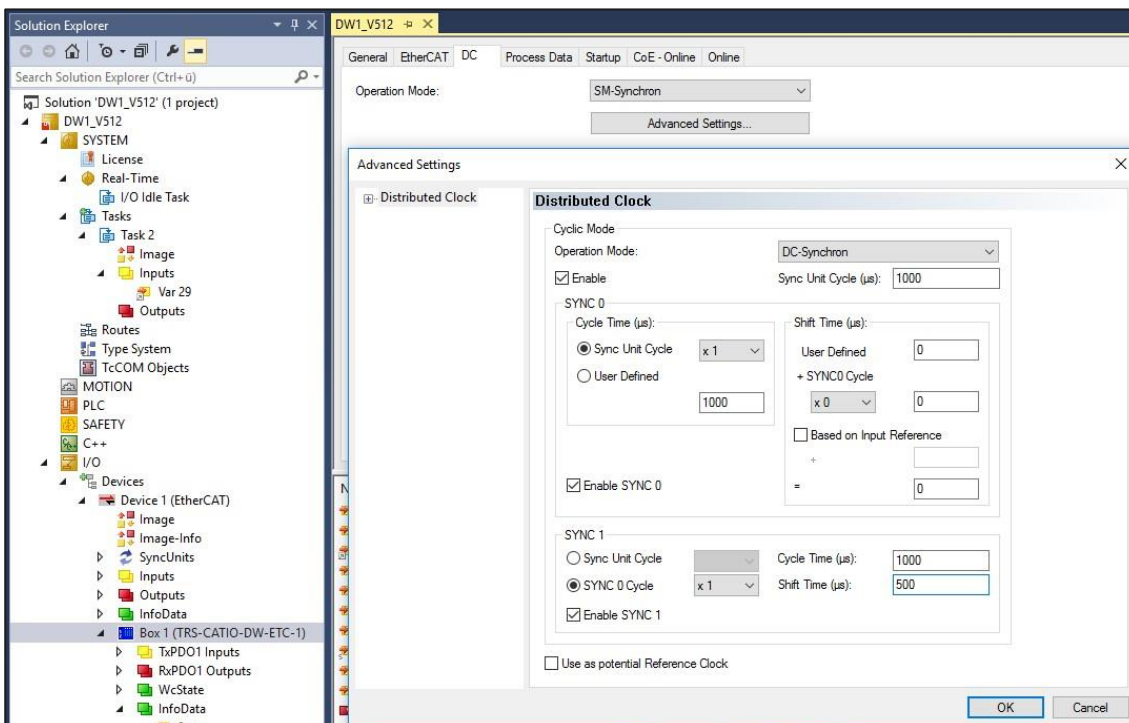 Solution Explorer
Search Solution Explorer (Ctrl+ü)
Solution 'DW1_V512' (1 project)
DW1_V512
SYSTEM
License
Real-Time
I/O Idle Task
Tasks
Task 2
Image
Inputs
Var 29
Outputs
Routes
Type System
TcCOM Objects
MOTION
PLC
SAFETY
C++
I/O
Devices
Device 1 (EtherCAT)
Image
Image-Info
SyncUnits
Inputs
Outputs
InfoData
Box 1 (TRS-CATIO-DW-ETC-1)
TxPDO1 Inputs
RxPDO1 Outputs
WcState
InfoData
DW1_V512
General EtherCAT DC Process Data Startup CoE - Online Online
Operation Mode: SM-Synchron
Advanced Settings...
Advanced Settings
Distributed Clock
Distributed Clock
Cyclic Mode
Operation Mode: DC-Synchron
Enable Sync Unit Cycle (µs): 1000
SYNC 0
Cycle Time (µs): Shift Time (µs):
Sync Unit Cycle x 1 User Defined 0
User Defined + SYNC0 Cycle
1000 x 0 0
Based on Input Reference
+
Enable SYNC 0 = 0
SYNC 1
Sync Unit Cycle Cycle Time (µs): 1000
SYNC 0 Cycle x 1 Shift Time (µs): 500
Enable SYNC 1
Use as potential Reference Clock
OK Cancel